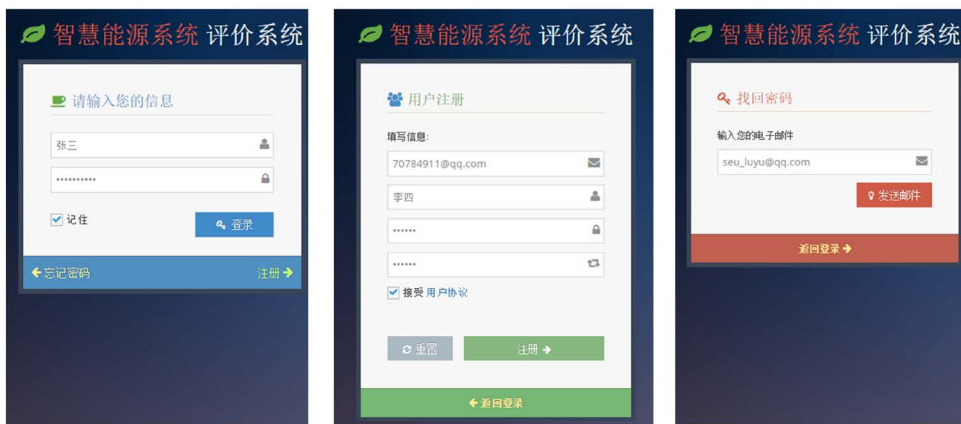 智慧能源系统 评价系统
请输入您的信息
张三
••••••••••
记住
登录
忘记密码
注册
智慧能源系统 评价系统
用户注册
填写信息:
70784911@qq.com
李四
••••••
••••••
接受 用户协议
重置
注册
返回登录
智慧能源系统 评价系统
找回密码
输入您的电子邮件
seu_luyu@qq.com
发送邮件
返回登录